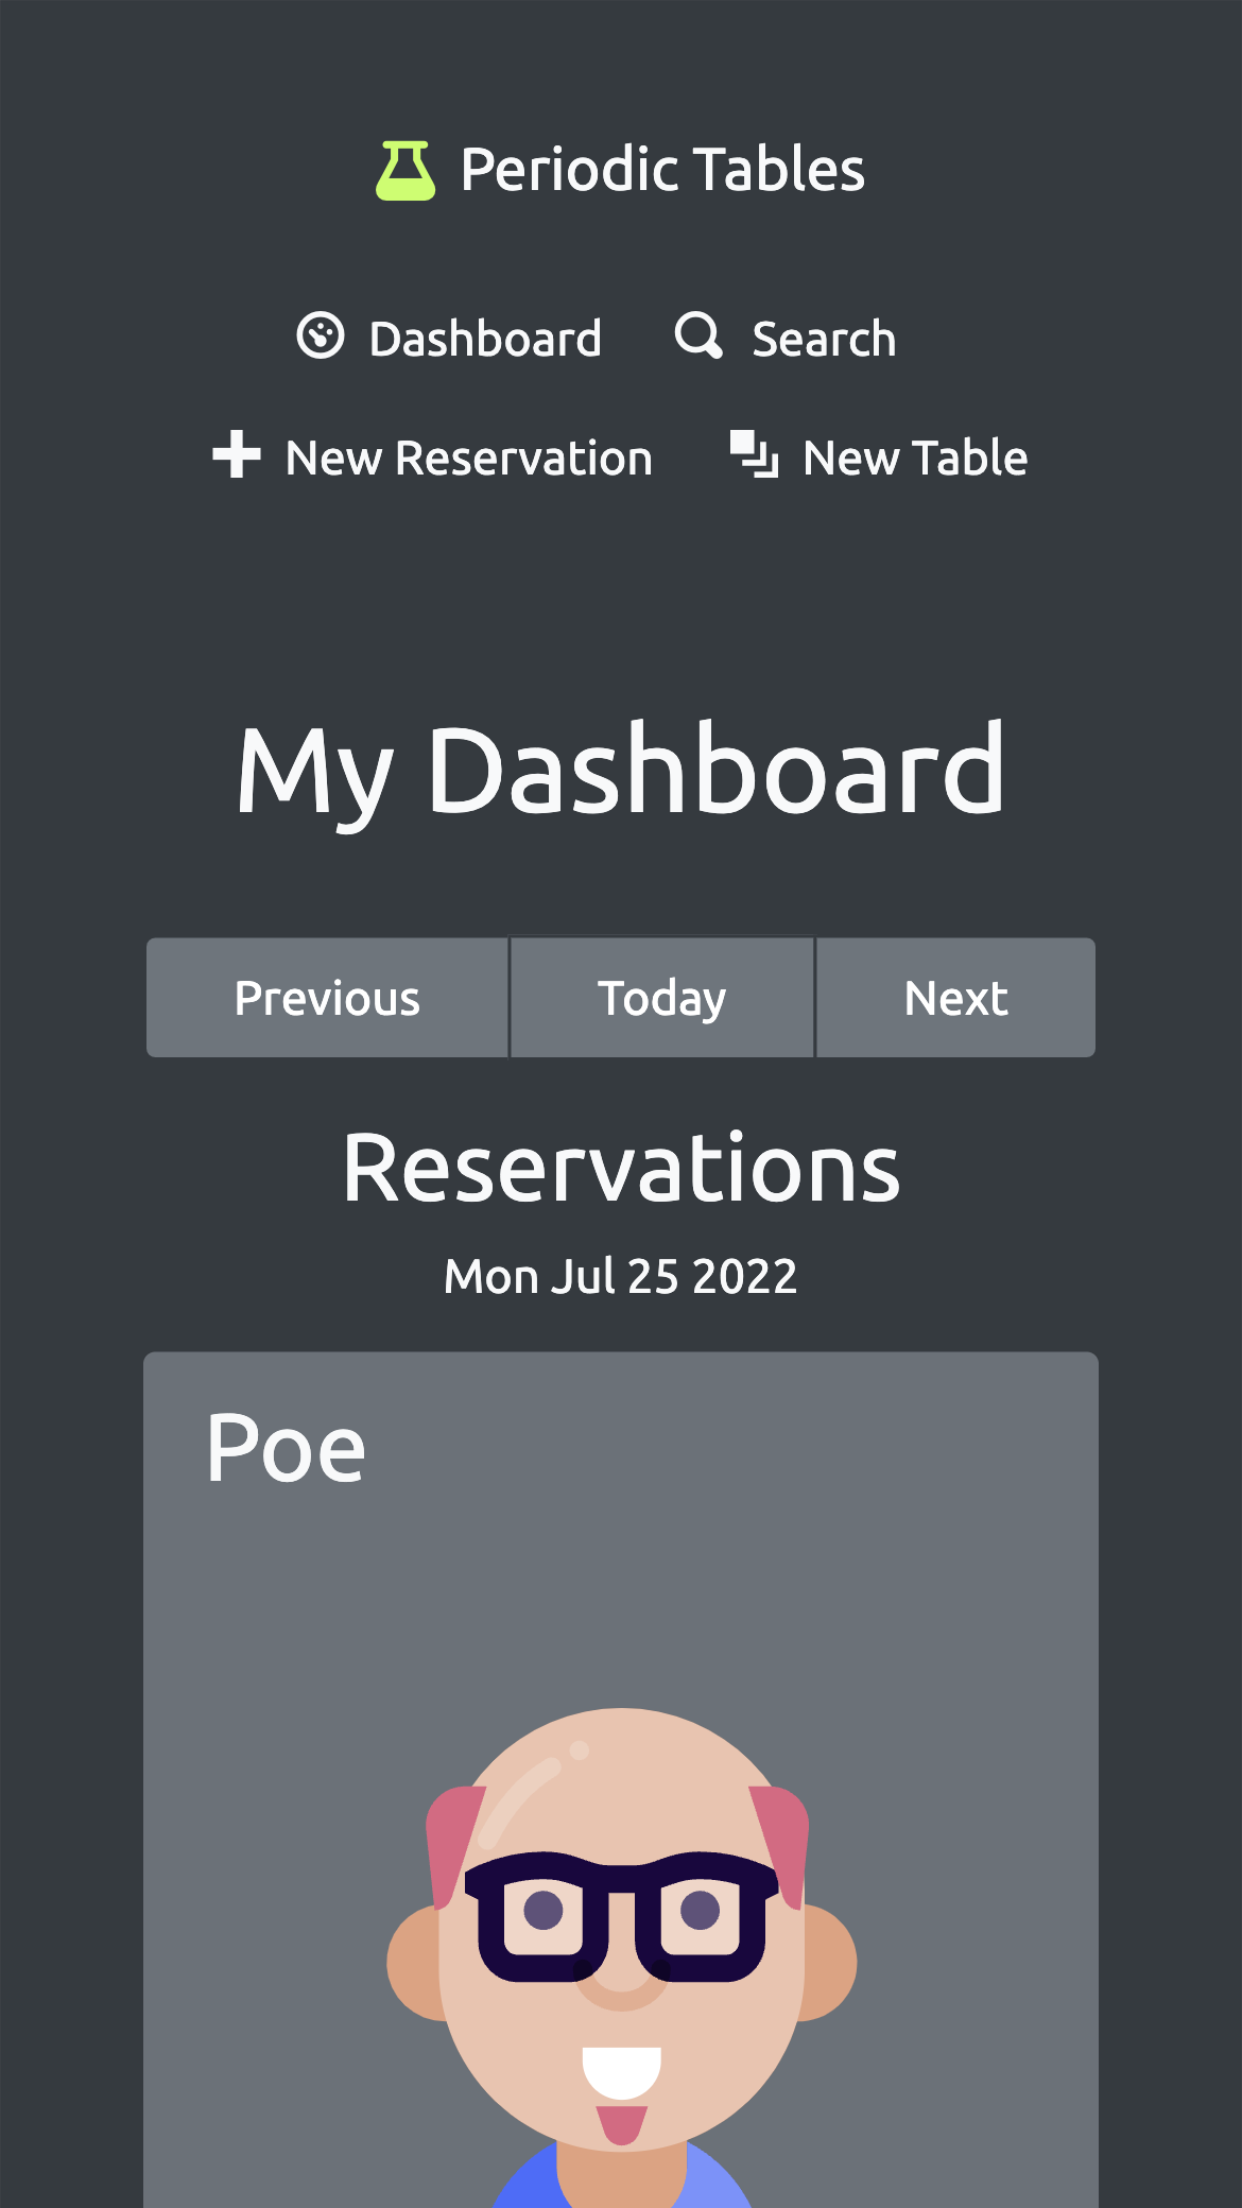 Periodic Tables
Dashboard Search
New Reservation New Table
My Dashboard
Previous Today Next
Reservations
Mon Jul 25 2022
Poe